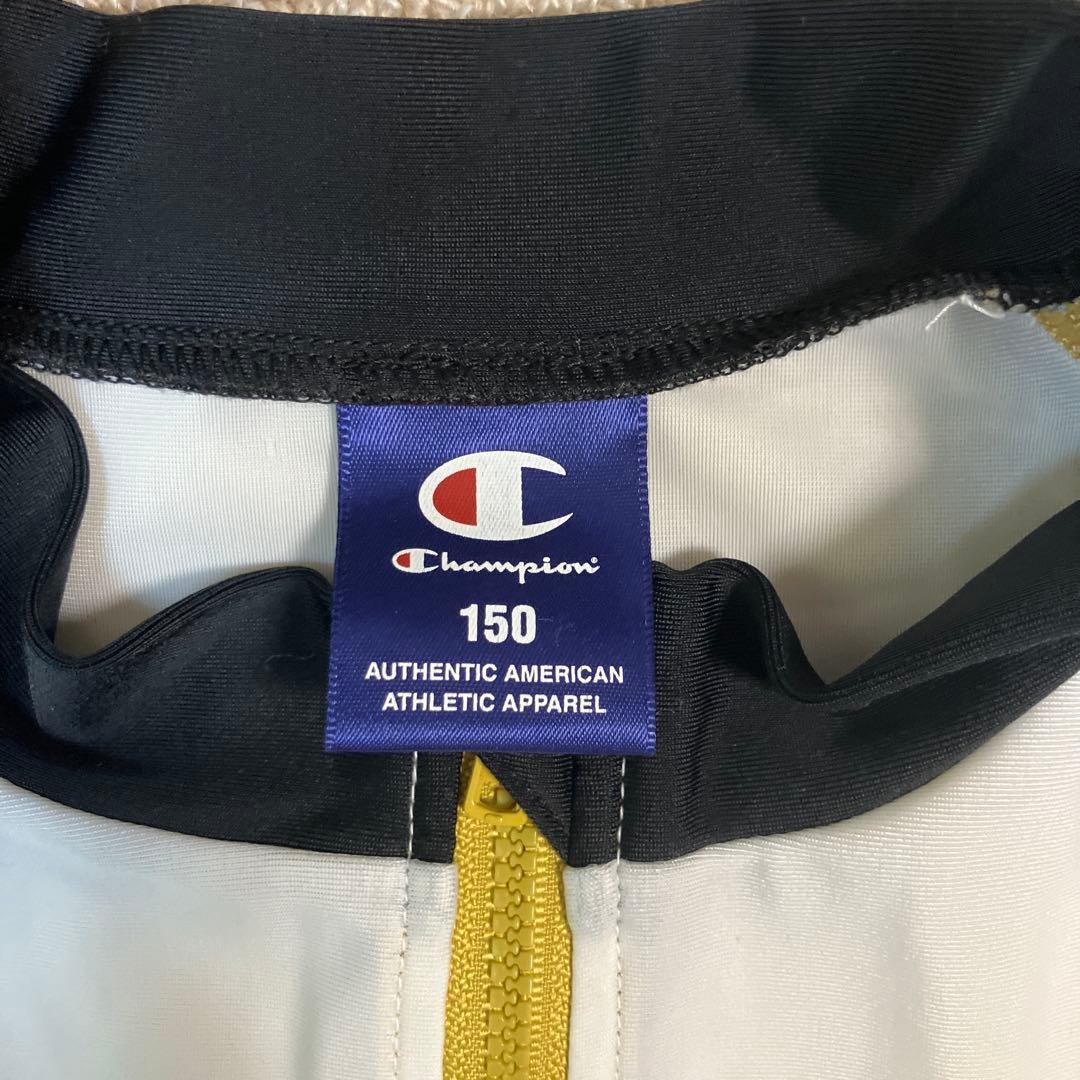 Champion
150
AUTHENTIC AMERICAN
ATHLETIC APPAREL